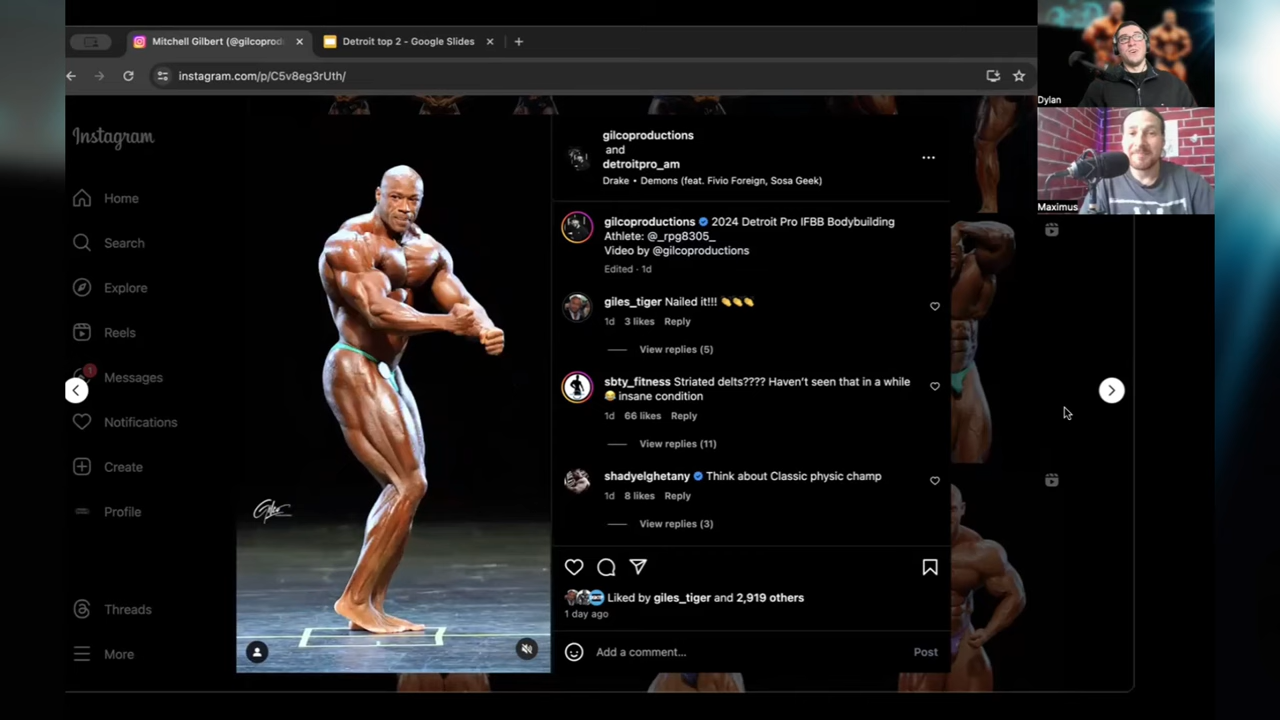 Mitchell Gilbert (@gilcoprod
Detroit top 2 - Google Slides
instagram.com/p/C5v8eg3rUth/
Dylan
Maximus
Instagram
Home
Search
Explore
Reels
1
Messages
Notifications
Create
Profile
Threads
More
gilcoproductions
and
detroitpro_am
Drake • Demons (feat. Fivio Foreign, Sosa Geek)
gilcoproductions 2024 Detroit Pro IFBB Bodybuilding
Athlete: @_rpg8305_
Video by @gilcoproductions
Edited · 1d
giles_tiger Nailed it!!! 👏👏👏
1d 3 likes Reply
View replies (5)
sbty_fitness Striated delts???? Haven't seen that in a while
😂 insane condition
1d 66 likes Reply
View replies (11)
shadyelghetany Think about Classic physic champ
1d 8 likes Reply
View replies (3)
Liked by giles_tiger and 2,919 others
1 day ago
Add a comment...
Post